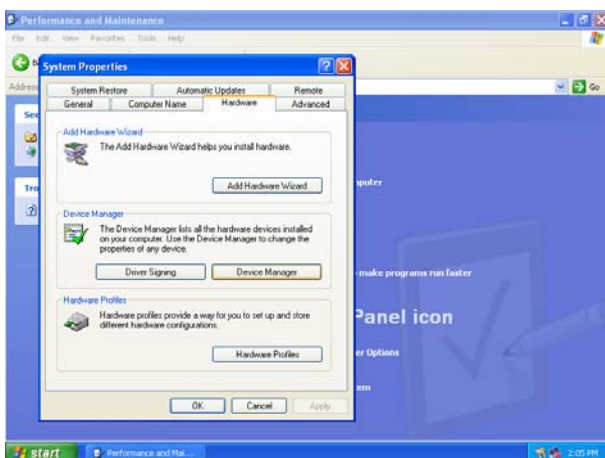 Performance and Maintenance
File Edit View Favorites Tools Help
System Properties
Address
Go
System Restore Automatic Updates Remote
General Computer Name Hardware Advanced
Add Hardware Wizard
The Add Hardware Wizard helps you install hardware.
Add Hardware Wizard
Device Manager
The Device Manager lists all the hardware devices installed
on your computer. Use the Device Manager to change the
properties of any device.
Driver Signing Device Manager
Hardware Profiles
Hardware profiles provide a way for you to set up and store
different hardware configurations.
Hardware Profiles
OK Cancel Apply
make programs run faster
Panel icon
er Options
start Performance and Mai... 2:05 PM